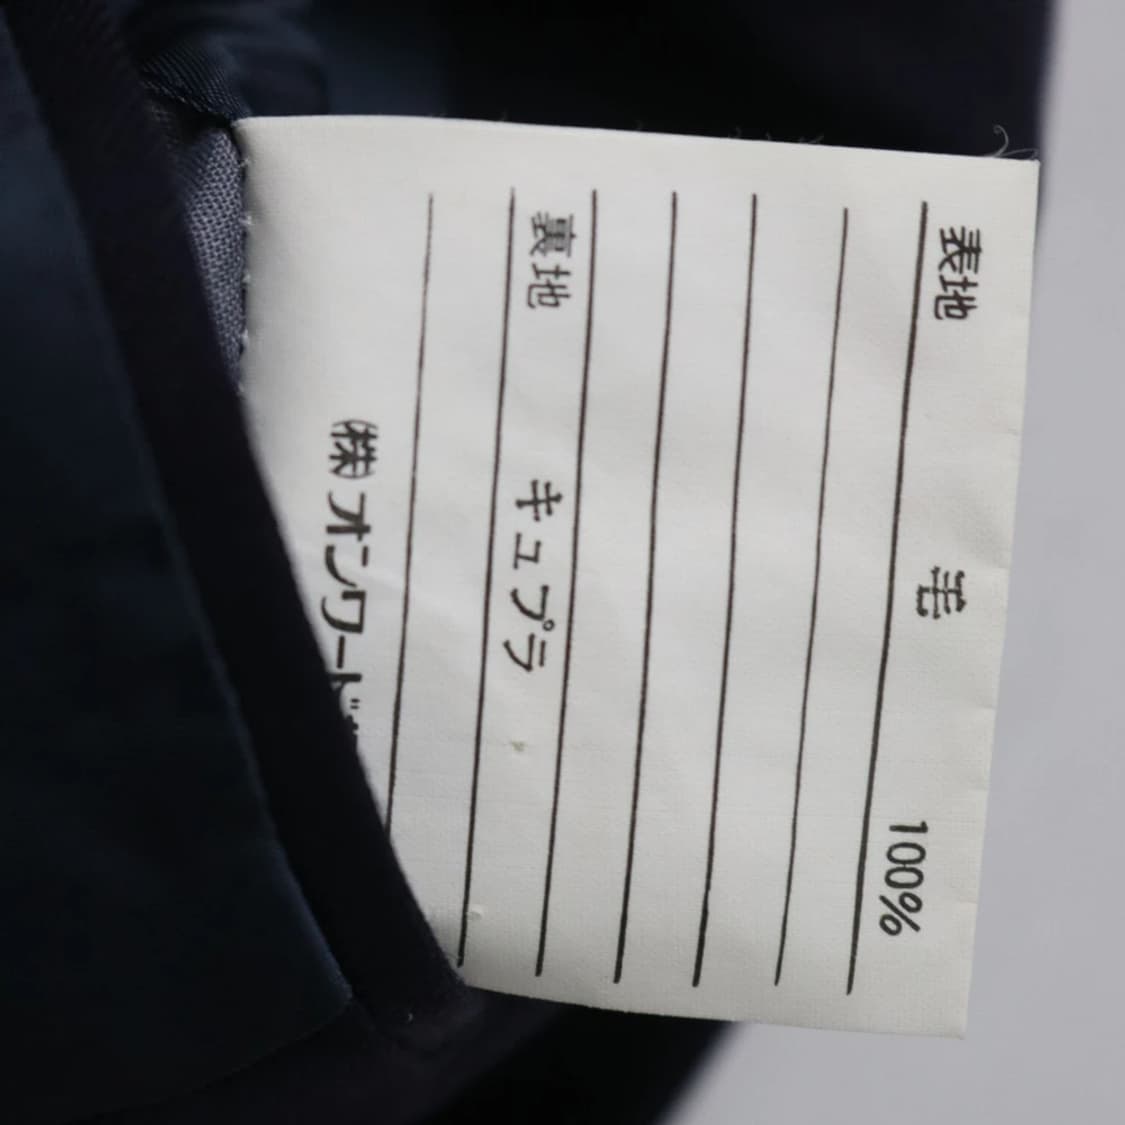 表地 毛 100%
裏地 キュプラ
㈱オンワード